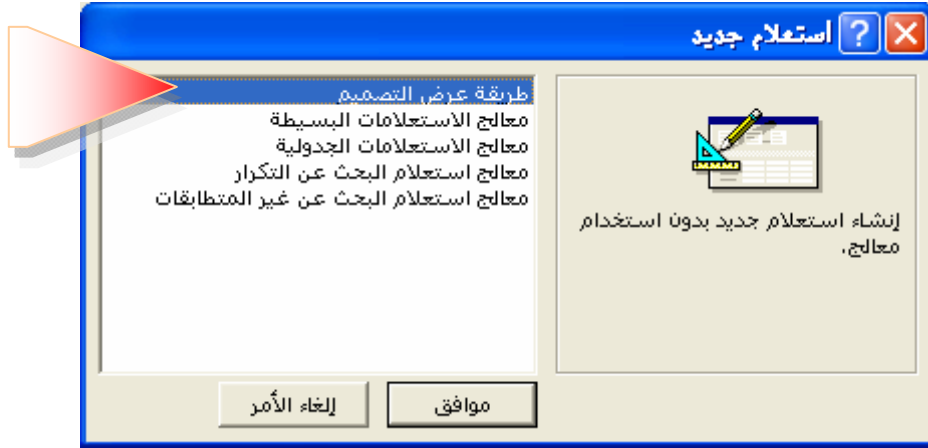 استعلام جديد
طريقة عرض التصميم
معالج الاستعلامات البسيطة
معالج الاستعلامات الجدولية
معالج استعلام البحث عن التكرار
معالج استعلام البحث عن غير المتطابقات
إنشاء استعلام جديد بدون استخدام
معالج.
موافق
إلغاء الأمر